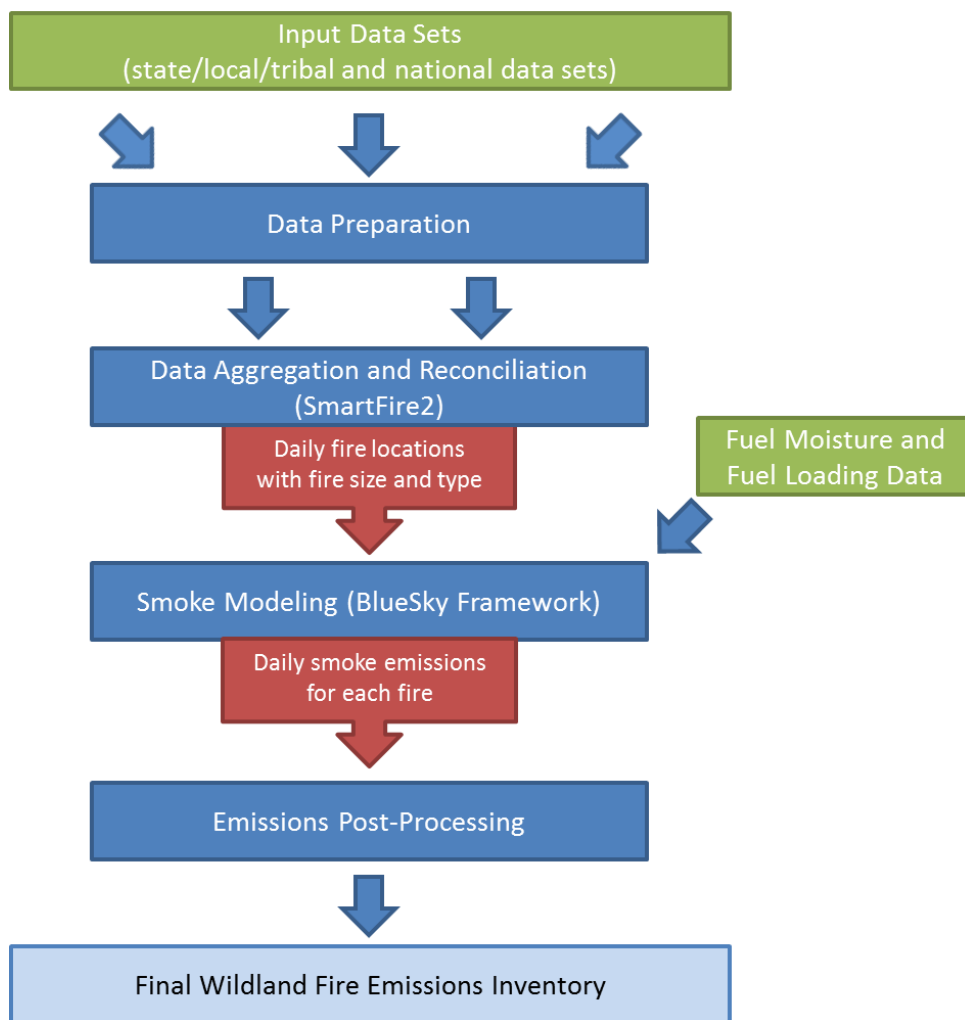 Input Data Sets
(state/local/tribal and national data sets)
Data Preparation
Data Aggregation and Reconciliation
(SmartFire2)
Daily fire locations
with fire size and type
Fuel Moisture and
Fuel Loading Data
Smoke Modeling (BlueSky Framework)
Daily smoke emissions
for each fire
Emissions Post-Processing
Final Wildland Fire Emissions Inventory